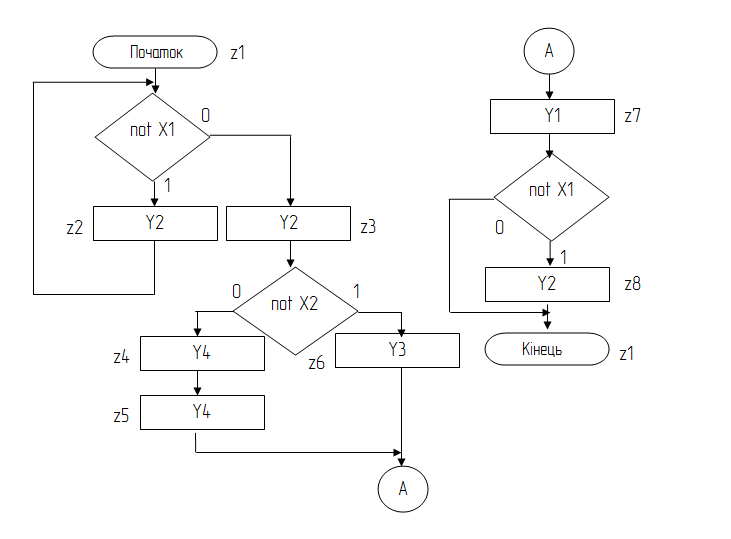 Початок
z1
not X1
0
1
Y2
z2
Y2
z3
not X2
0
1
Y4
z4
Y3
z6
Y4
z5
A
A
Y1
z7
not X1
0
1
Y2
z8
Кінець
z1